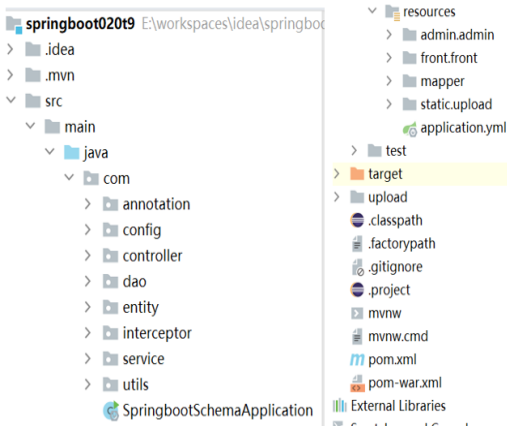 springboot020t9 E:\workspaces\idea\springboo
.idea
.mvn
src
main
java
com
annotation
config
controller
dao
entity
interceptor
service
utils
SpringbootSchemaApplication
resources
admin.admin
front.front
mapper
static.upload
application.yml
test
target
upload
.classpath
.factorypath
.gitignore
.project
mvnw
mvnw.cmd
pom.xml
pom-war.xml
External Libraries